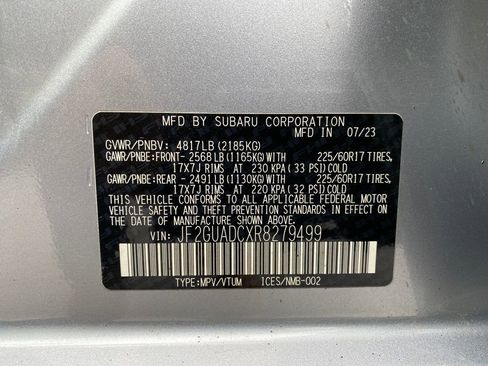 MFD BY SUBARU CORPORATION
GVWR/PNBV: 4817LB (2185KG) IN 07/23
GAWR/PNBE:FRONT- 2568LB (1165KG)WITH 225/60R17 TIRES,
17X7J RIMS AT 230 KPA (33 PSI)COLD
GAWR/PNBE:REAR - 2491LB (1130KG)WITH 225/60R17 TIRES,
17X7J RIMS AT 220 KPA (32 PSI)COLD
THIS VEHICLE CONFORMS TO ALL APPLICABLE FEDERAL MOTOR
VEHICLE SAFETY AND THEFT PREVENTION STANDARDS IN EFFECT
ON THE DATE OF MANUFACTURE SHOWN ABOVE.
VIN: JF2GUADCXR8279499
TYPE:MPV/VTUM ICES/NMB-002